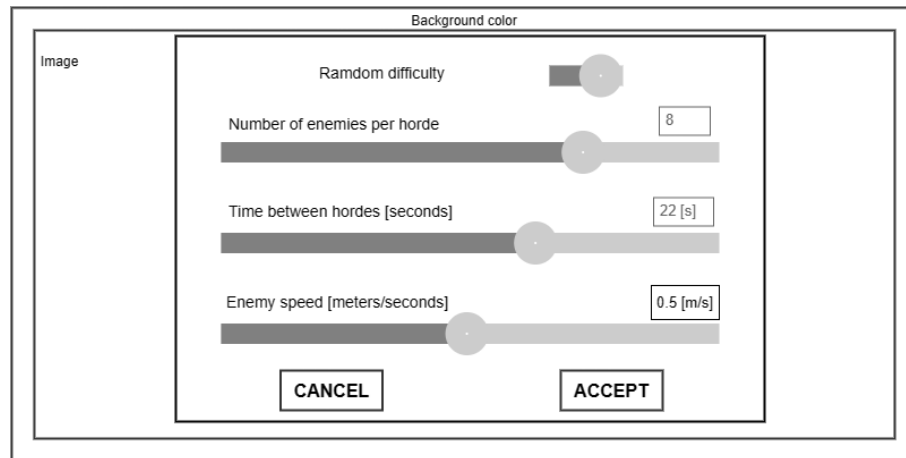 Background color
Image
Ramdom difficulty
Number of enemies per horde
8
Time between hordes [seconds]
22 [s]
Enemy speed [meters/seconds]
0.5 [m/s]
CANCEL
ACCEPT